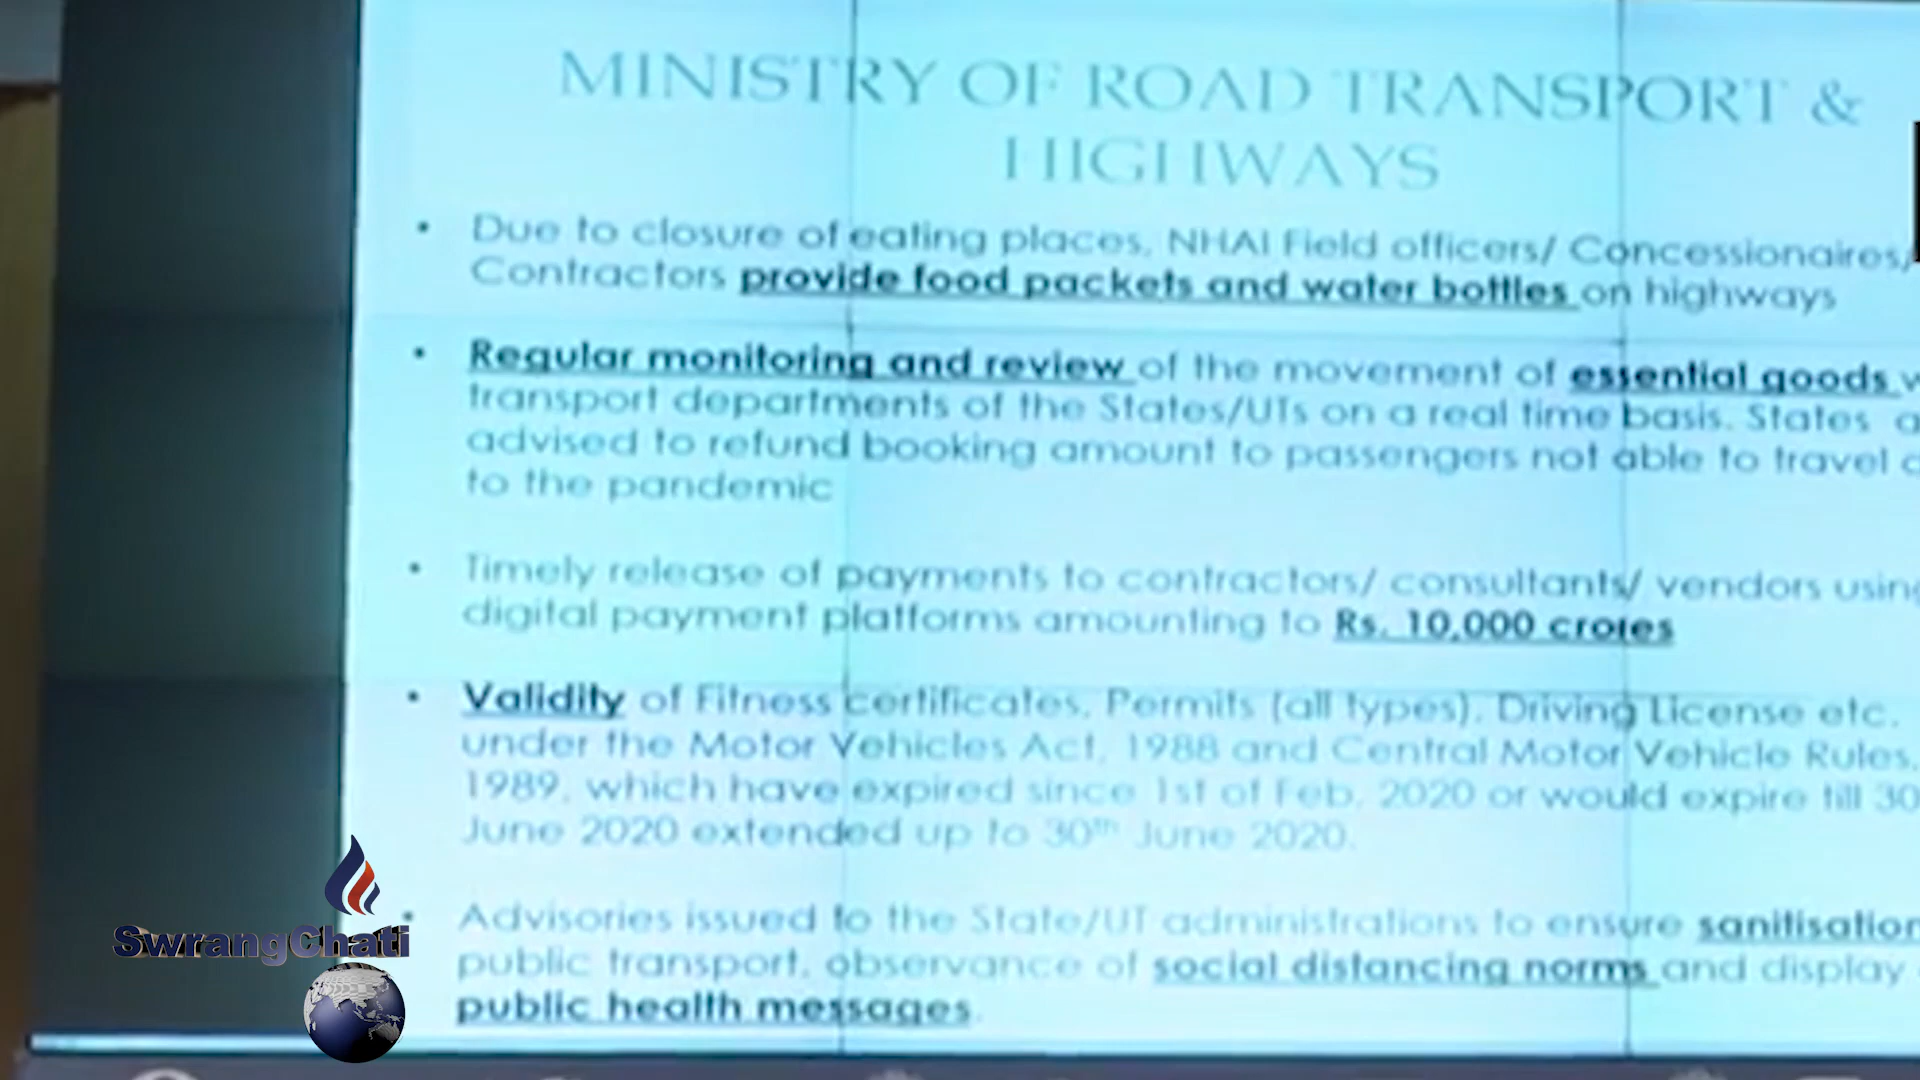 MINISTRY OF ROAD TRANSPORT &
HIGHWAYS
• Due to closure of eating places, NHAI Field officers/ Concessionaires/
Contractors provide food packets and water bottles on highways
• Regular monitoring and review of the movement of essential goods
transport departments of the States/UTs on a real time basis. States
advised to refund booking amount to passengers not able to travel
to the pandemic
• Timely release of payments to contractors/ consultants/ vendors using
digital payment platforms amounting to Rs. 10,000 crores
• Validity of Fitness certificates, Permits (all types), Driving License etc.
under the Motor Vehicles Act, 1988 and Central Motor Vehicle Rules,
1989, which have expired since 1st of Feb, 2020 or would expire till 30
June 2020 extended up to 30th June 2020.
• Advisories issued to the State/UT administrations to ensure sanitisation
public transport, observance of social distancing norms and display
public health messages.
SwrangChati